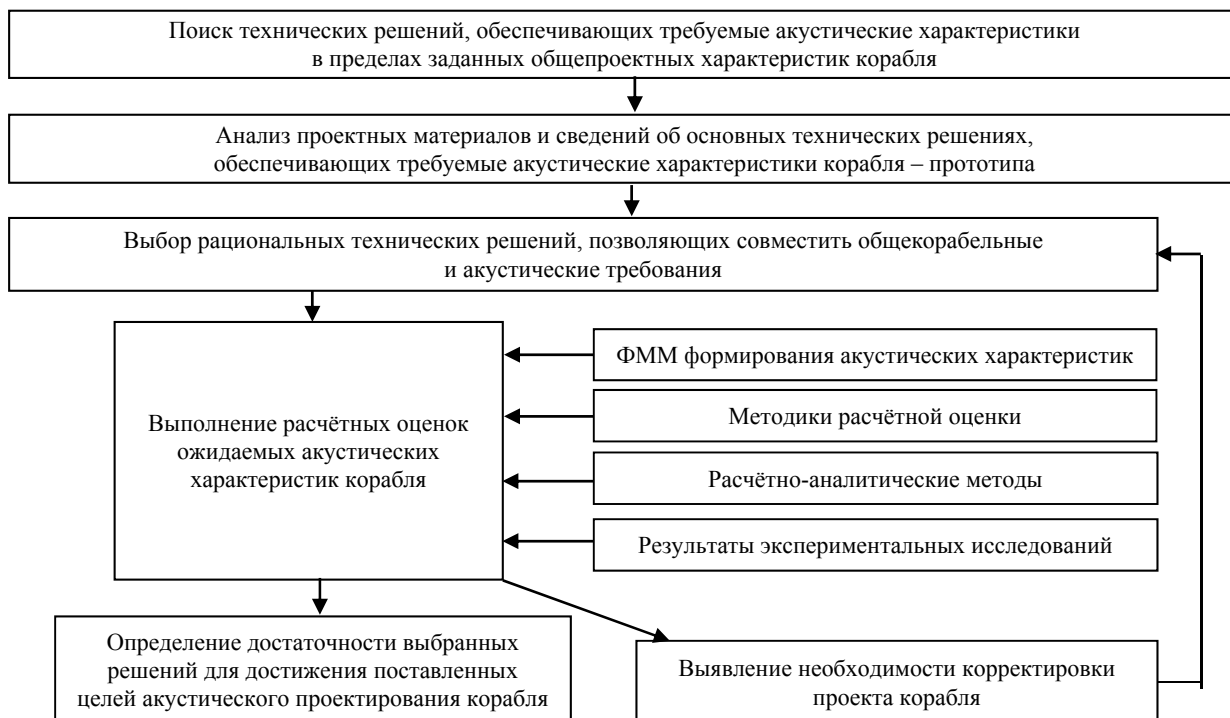 Поиск технических решений, обеспечивающих требуемые акустические характеристики
в пределах заданных общепроектных характеристик корабля
Анализ проектных материалов и сведений об основных технических решениях,
обеспечивающих требуемые акустические характеристики корабля – прототипа
Выбор рациональных технических решений, позволяющих совместить общекорабельные
и акустические требования
Выполнение расчётных оценок
ожидаемых акустических
характеристик корабля
ФММ формирования акустических характеристик
Методики расчётной оценки
Расчётно-аналитические методы
Результаты экспериментальных исследований
Определение достаточности выбранных
решений для достижения поставленных
целей акустического проектирования корабля
Выявление необходимости корректировки
проекта корабля